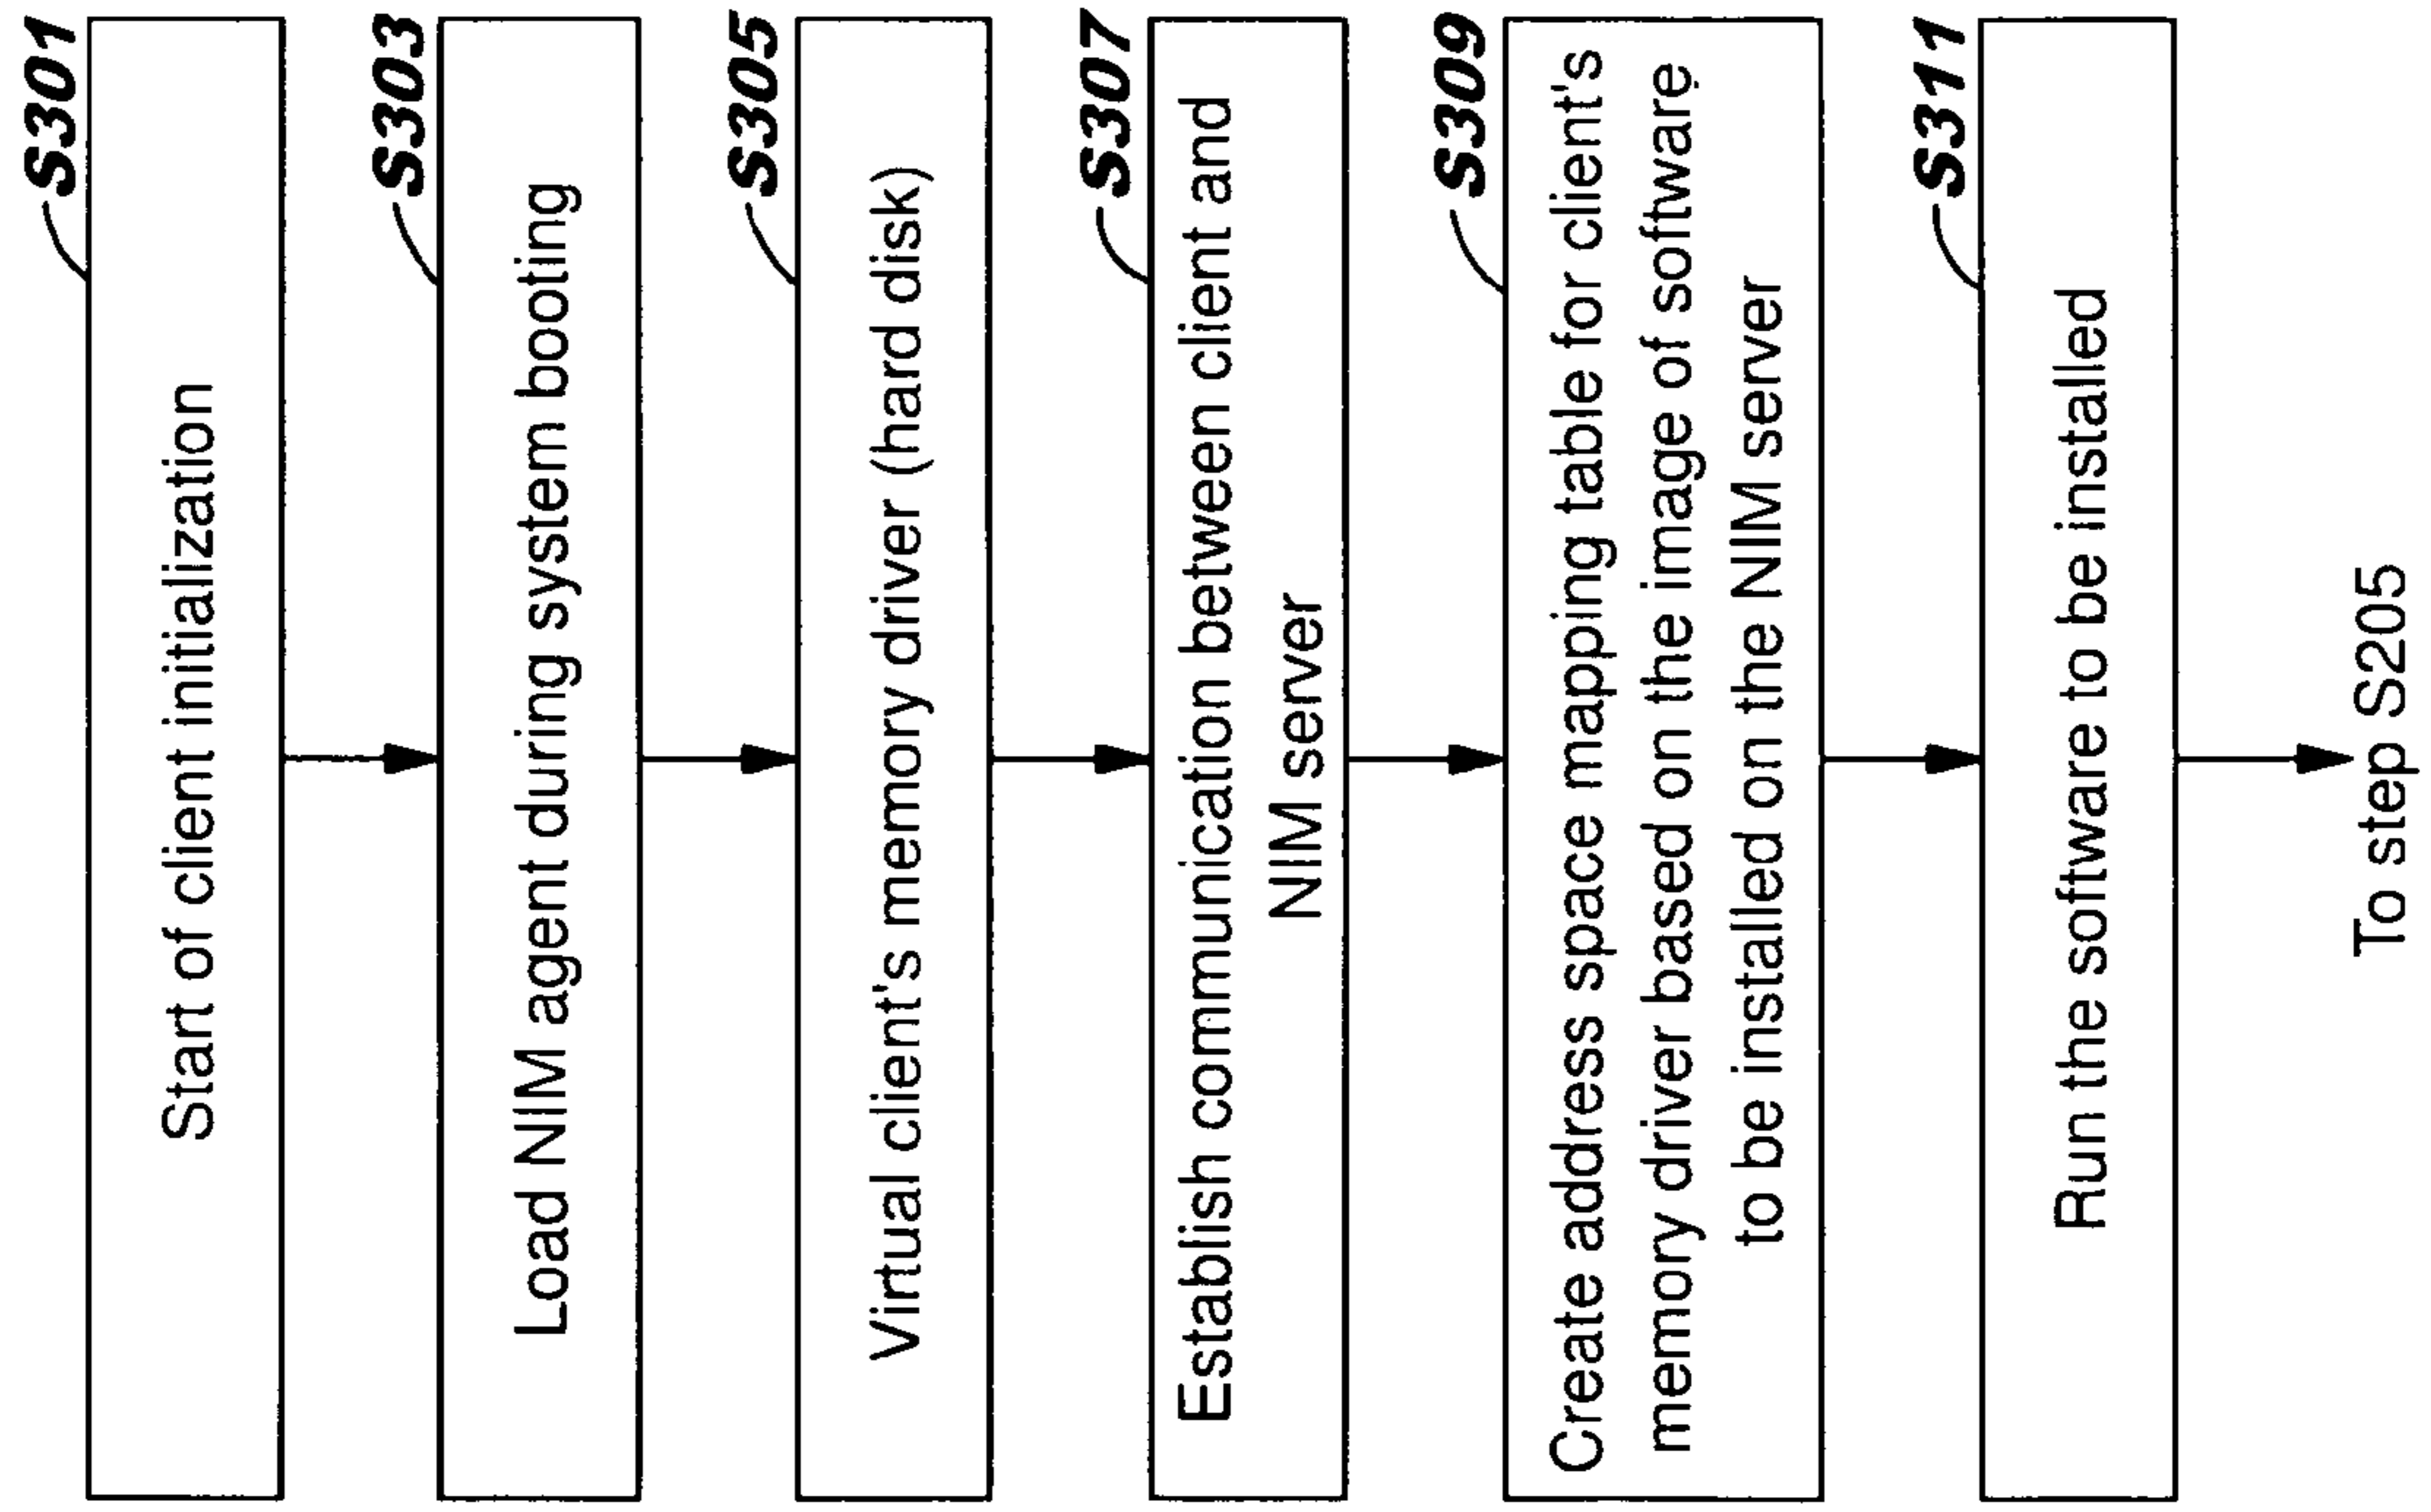 S301
Start of client initialization
S303
Load NIM agent during system booting
S305
Virtual client's memory driver (hard disk)
S307
Establish communication between client and
NIM server
S309
Create address space mapping table for client's
memory driver based on the image of software
to be installed on the NIM server
S311
Run the software to be installed
To step S205